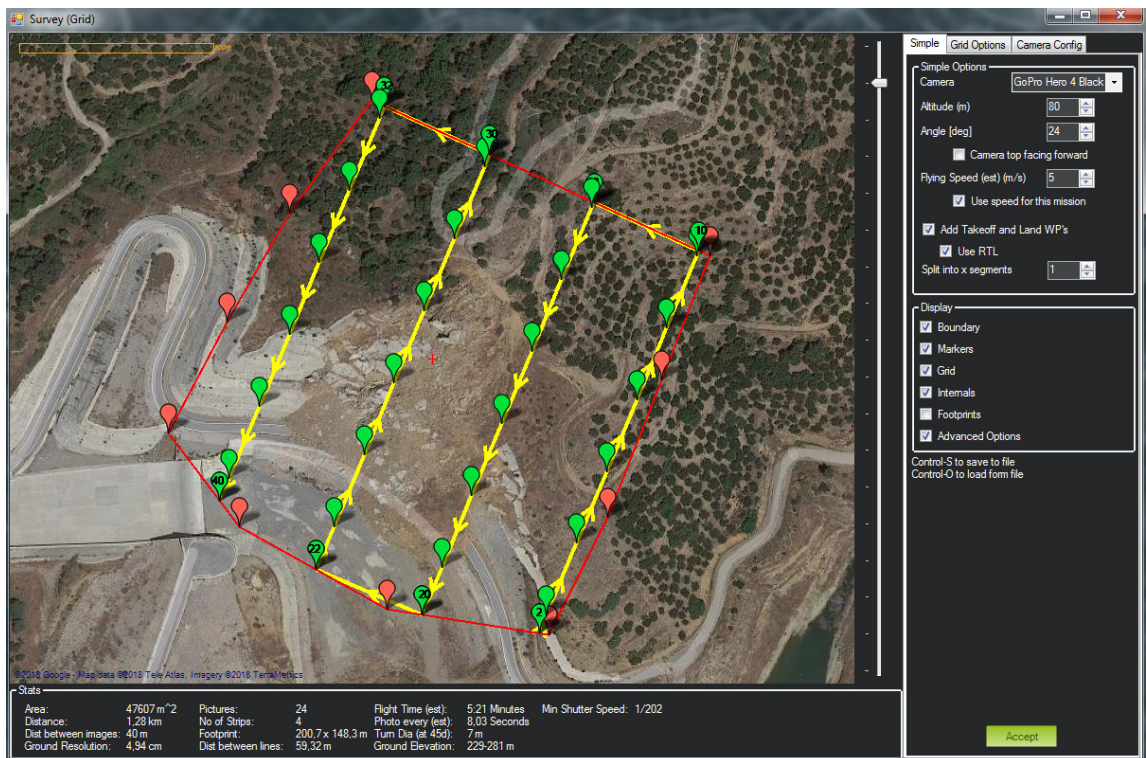 Survey (Grid)
32
30
10
40
22
20
2
©2018 Google - Map data ©2018 Tele Atlas, Imagery ©2018 TerraMetrics
Simple Grid Options Camera Config
Simple Options
Camera GoPro Hero 4 Black
Altitude (m) 80
Angle [deg] 24
Camera top facing forward
Flying Speed (est) (m/s) 5
Use speed for this mission
Add Takeoff and Land WP's
Use RTL
Split into x segments 1
Display
Boundary
Markers
Grid
Internals
Footprints
Advanced Options
Control-S to save to file
Control-O to load form file
Accept
Stats
Area: 47607 m^2 Pictures: 24 Flight Time (est): 5:21 Minutes Min Shutter Speed: 1/202
Distance: 1,28 km No of Strips: 4 Photo every (est): 8,03 Seconds
Dist between images: 40 m Footprint: 200,7 x 148,3 m Turn Dia (at 45d): 7 m
Ground Resolution: 4,94 cm Dist between lines: 59,32 m Ground Elevation: 229-281 m